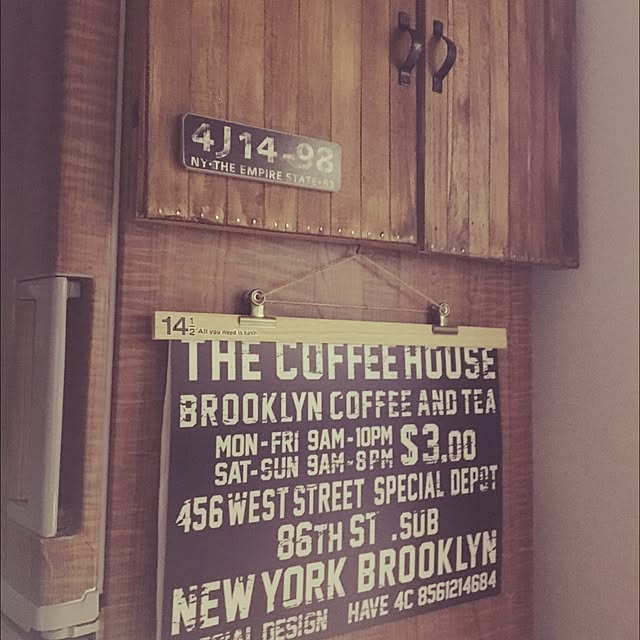 4J14-98
NY·THE EMPIRE STATE·
14 1/2 All you need is
THE COFFEE HOUSE
BROOKLYN COFFEE AND TEA
MON-FRI 9AM-10PM $3.00
SAT-SUN 9AM-8PM
456 WEST STREET SPECIAL DEPOT
86TH ST .SUB
NEW YORK BROOKLYN
DESIGN HAVE 4C 8561214684